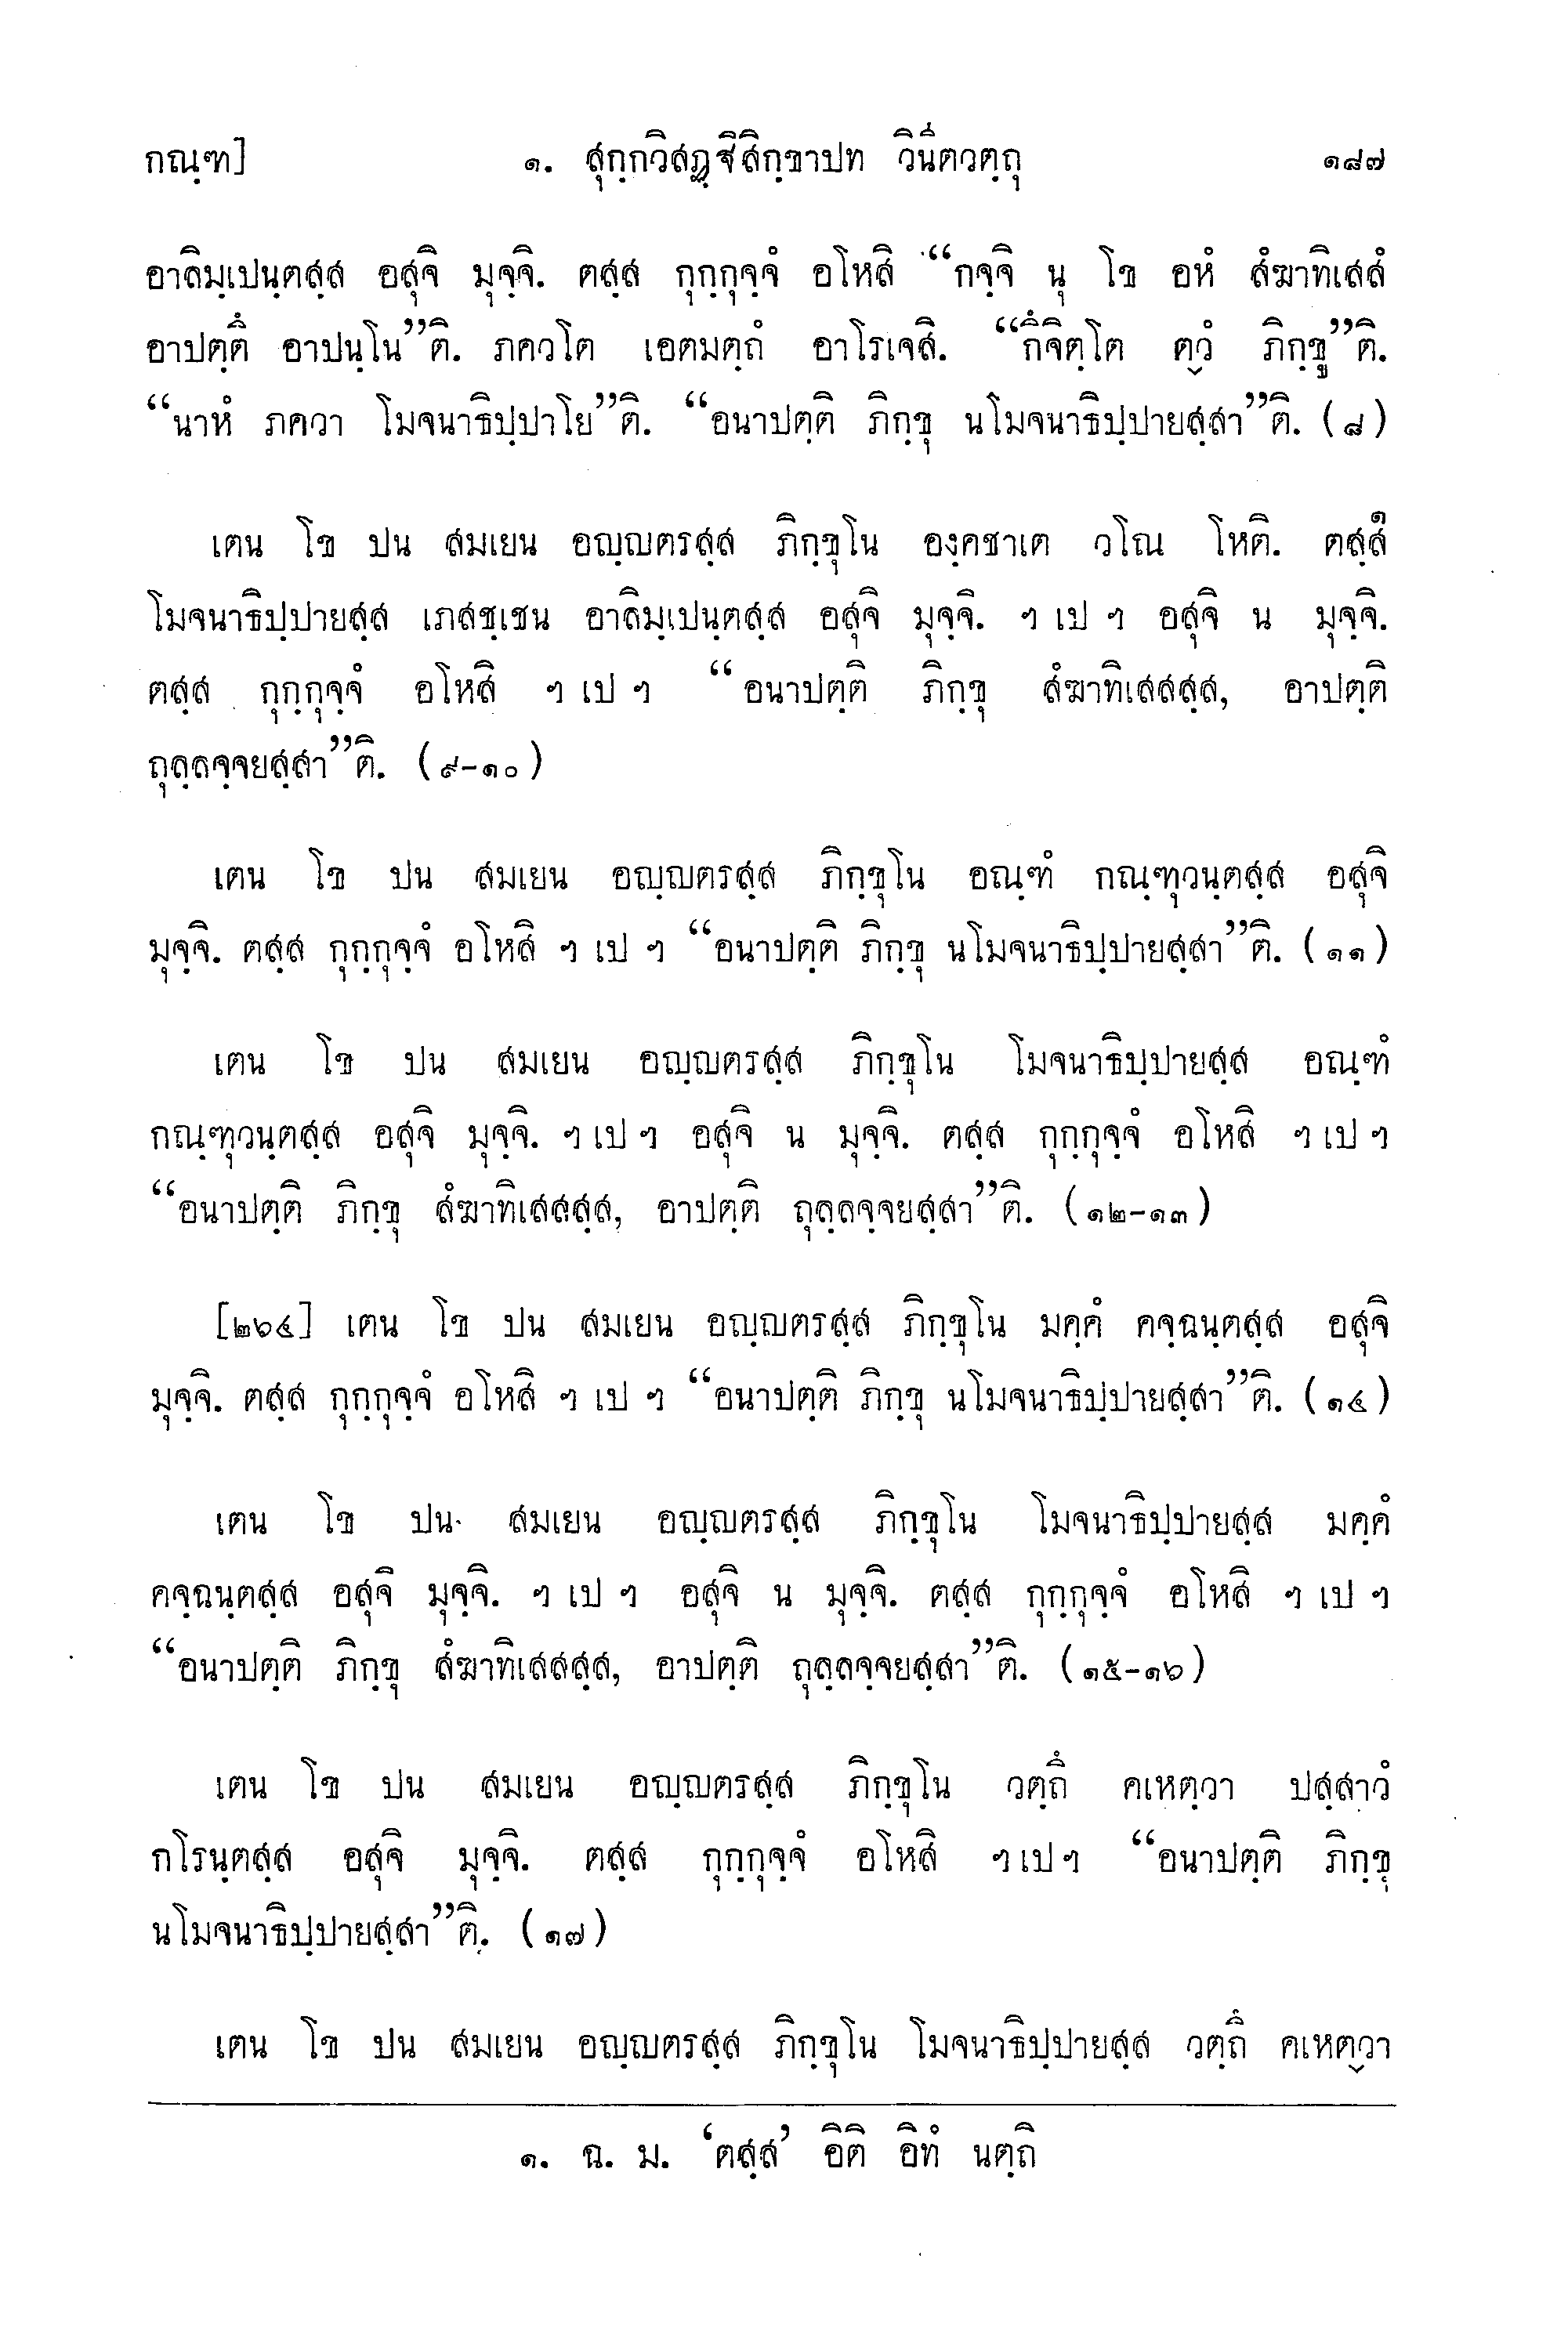 กณฺฑ] ๑. สุกฺกวิสฏฺฐิสิกฺขาปท วินีตวตฺถุ ๑๘๗
อาลิมฺเปนฺตสฺส อสุจิ มุจฺจิ. ตสฺส กุกฺกุจฺจํ อโหสิ “กจฺจิ นุ โข อหํ สํฆาทิเสสํ
อาปตฺตึ อาปนฺโน”ติ. ภควโต เอตมตฺถํ อาโรเจสิ. “กึจิตฺโต ตฺวํ ภิกฺขู”ติ.
“นาหํ ภควา โมจนาธิปฺปาโย”ติ. “อนาปตฺติ ภิกฺขุ นโมจนาธิปฺปายสฺสา”ติ. (๘)
เตน โข ปน สมเยน อญฺญตรสฺส ภิกฺขุโน องฺคชาเต วโณ โหติ. ตสฺส๑
โมจนาธิปฺปายสฺส เภสชฺเชน อาลิมฺเปนฺตสฺส อสุจิ มุจฺจิ. ฯ เป ฯ อสุจิ น มุจฺจิ.
ตสฺส กุกฺกุจฺจํ อโหสิ ฯ เป ฯ “อนาปตฺติ ภิกฺขุ สํฆาทิเสสสฺส, อาปตฺติ
ถุลฺลจฺจยสฺสา”ติ. (๙-๑๐)
เตน โข ปน สมเยน อญฺญตรสฺส ภิกฺขุโน อณฺฑํ กณฺฑุวนฺตสฺส อสุจิ
มุจฺจิ. ตสฺส กุกฺกุจฺจํ อโหสิ ฯ เป ฯ “อนาปตฺติ ภิกฺขุ นโมจนาธิปฺปายสฺสา”ติ. (๑๑)
เตน โข ปน สมเยน อญฺญตรสฺส ภิกฺขุโน โมจนาธิปฺปายสฺส อณฺฑํ
กณฺฑุวนฺตสฺส อสุจิ มุจฺจิ. ฯ เป ฯ อสุจิ น มุจฺจิ. ตสฺส กุกฺกุจฺจํ อโหสิ ฯ เป ฯ
“อนาปตฺติ ภิกฺขุ สํฆาทิเสสสฺส, อาปตฺติ ถุลฺลจฺจยสฺสา”ติ. (๑๒-๑๓)
[๒๖๔] เตน โข ปน สมเยน อญฺญตรสฺส ภิกฺขุโน มคฺคํ คจฺฉนฺตสฺส อสุจิ
มุจฺจิ. ตสฺส กุกฺกุจฺจํ อโหสิ ฯ เป ฯ “อนาปตฺติ ภิกฺขุ นโมจนาธิปฺปายสฺสา”ติ. (๑๔)
เตน โข ปน สมเยน อญฺญตรสฺส ภิกฺขุโน โมจนาธิปฺปายสฺส มคฺคํ
คจฺฉนฺตสฺส อสุจิ มุจฺจิ. ฯ เป ฯ อสุจิ น มุจฺจิ. ตสฺส กุกฺกุจฺจํ อโหสิ ฯ เป ฯ
“อนาปตฺติ ภิกฺขุ สํฆาทิเสสสฺส, อาปตฺติ ถุลฺลจฺจยสฺสา”ติ. (๑๕-๑๖)
เตน โข ปน สมเยน อญฺญตรสฺส ภิกฺขุโน วตฺถึ คเหตฺวา ปสฺสาวํ
กโรนฺตสฺส อสุจิ มุจฺจิ. ตสฺส กุกฺกุจฺจํ อโหสิ ฯ เป ฯ “อนาปตฺติ ภิกฺขุ
นโมจนาธิปฺปายสฺสา”ติ. (๑๗)
เตน โข ปน สมเยน อญฺญตรสฺส ภิกฺขุโน โมจนาธิปฺปายสฺส วตฺถึ คเหตฺวา
๑. ฉ. ม. ‘ตสฺส’ อิติ อิทํ นตฺถิ